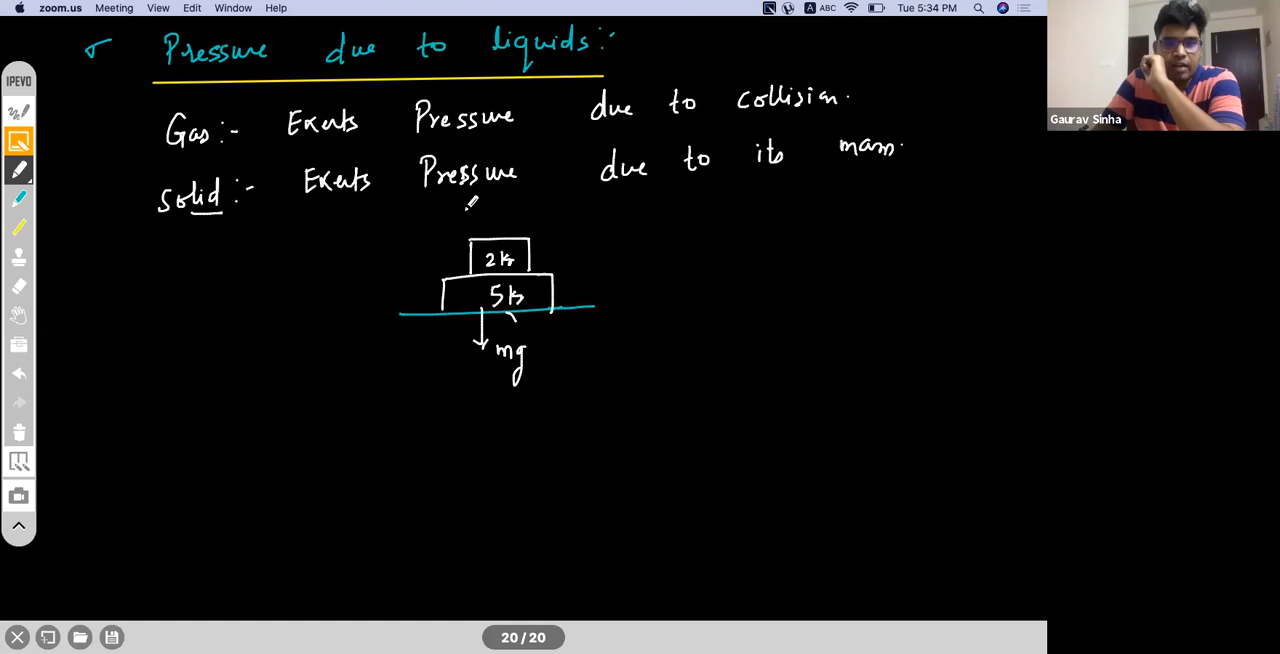 zoom.us Meeting View Edit Window Help
A ABC Tue 5:34 PM
Pressure due to liquids:-
IPEVO
Gas:- Exerts Pressure due to collision.
Gaurav Sinha
Solid:- Exerts Pressure due to its mass.
2kg
5kg
mg
20/20